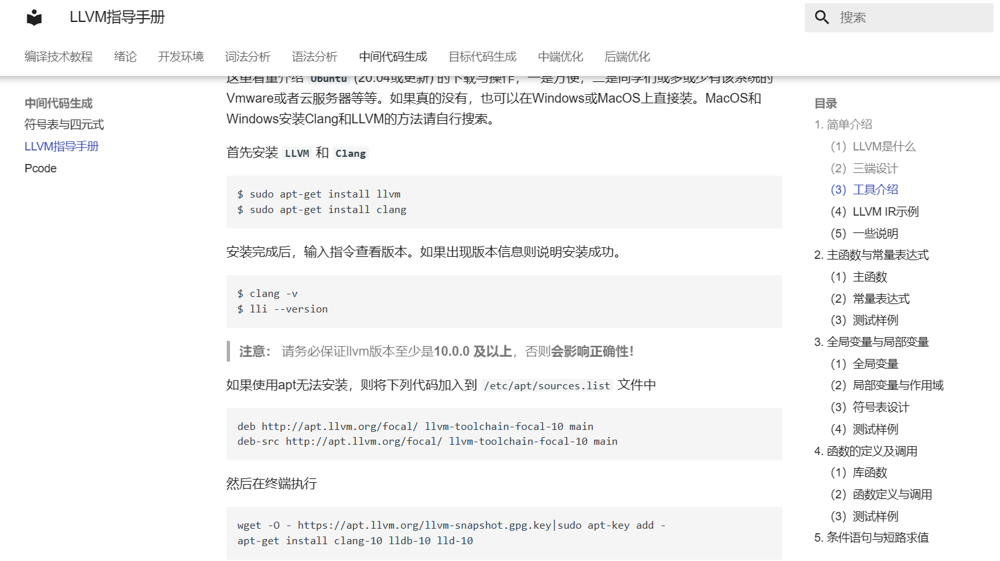 LLVM指导手册
搜索
编译技术教程 绪论 开发环境 词法分析 语法分析 中间代码生成 目标代码生成 中端优化 后端优化
中间代码生成
符号表与四元式
LLVM指导手册
Pcode
这里着重介绍 Ubuntu (20.04或更新) 的下载与操作，一是方便，二是同学们或多或少有该系统的
Vmware或者云服务器等等。如果真的没有，也可以在Windows或MacOS上直接装。MacOS和
Windows安装Clang和LLVM的方法请自行搜索。
首先安装 LLVM 和 Clang
$ sudo apt-get install llvm
$ sudo apt-get install clang
安装完成后，输入指令查看版本。如果出现版本信息则说明安装成功。
$ clang -v
$ lli --version
注意： 请务必保证llvm版本至少是10.0.0 及以上，否则会影响正确性！
如果使用apt无法安装，则将下列代码加入到 /etc/apt/sources.list 文件中
deb http://apt.llvm.org/focal/ llvm-toolchain-focal-10 main
deb-src http://apt.llvm.org/focal/ llvm-toolchain-focal-10 main
然后在终端执行
wget -O - https://apt.llvm.org/llvm-snapshot.gpg.key|sudo apt-key add -
apt-get install clang-10 lldb-10 lld-10
目录
1. 简单介绍
（1）LLVM是什么
（2）三端设计
（3）工具介绍
（4）LLVM IR示例
（5）一些说明
2. 主函数与常量表达式
（1）主函数
（2）常量表达式
（3）测试样例
3. 全局变量与局部变量
（1）全局变量
（2）局部变量与作用域
（3）符号表设计
（4）测试样例
4. 函数的定义及调用
（1）库函数
（2）函数定义与调用
（3）测试样例
5. 条件语句与短路求值